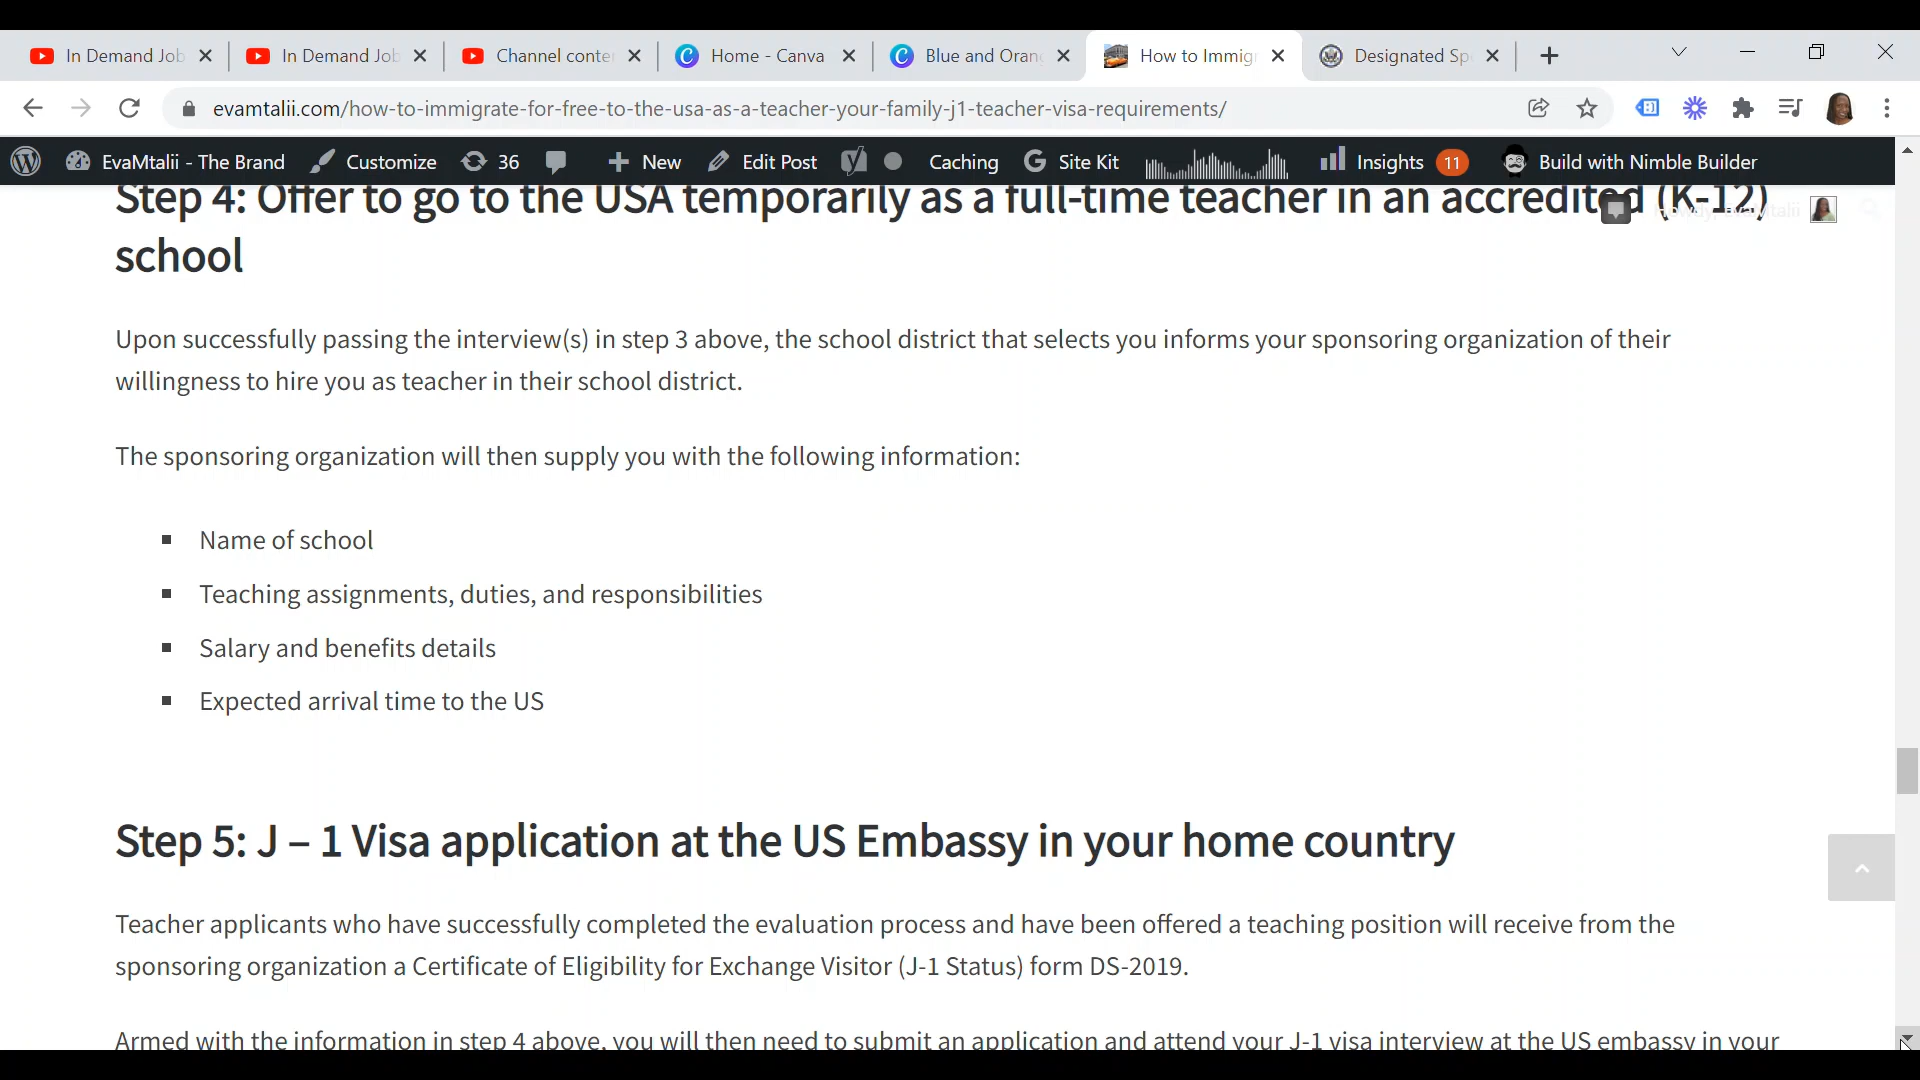 In Demand Job
In Demand Job
Channel conte
Home - Canva
Blue and Oran
How to Immig
Designated Sp
evamtalii.com/how-to-immigrate-for-free-to-the-usa-as-a-teacher-your-family-j1-teacher-visa-requirements/
EvaMtalii - The Brand
Customize
36
New
Edit Post
Caching
Site Kit
Insights
11
Build with Nimble Builder
Step 4: Offer to go to the USA temporarily as a full-time teacher in an accredited (K-12)
school
Upon successfully passing the interview(s) in step 3 above, the school district that selects you informs your sponsoring organization of their
willingness to hire you as teacher in their school district.
The sponsoring organization will then supply you with the following information:
Name of school
Teaching assignments, duties, and responsibilities
Salary and benefits details
Expected arrival time to the US
Step 5: J – 1 Visa application at the US Embassy in your home country
Teacher applicants who have successfully completed the evaluation process and have been offered a teaching position will receive from the
sponsoring organization a Certificate of Eligibility for Exchange Visitor (J-1 Status) form DS-2019.
Armed with the information in step 4 above, you will then need to submit an application and attend your J-1 visa interview at the US embassy in your